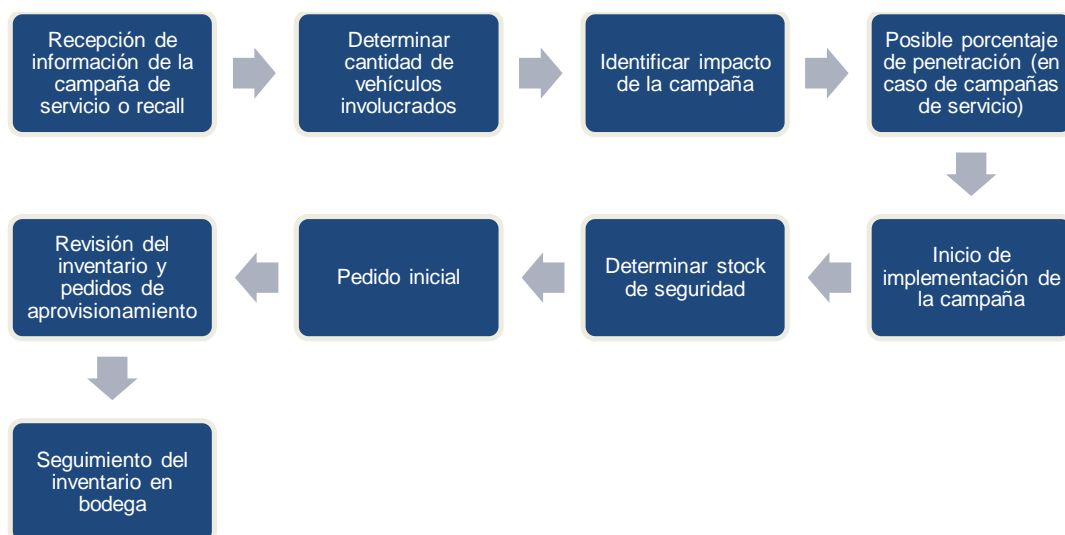 Recepción de
información de la
campaña de
servicio o recall
Determinar
cantidad de
vehículos
involucrados
Identificar impacto
de la campaña
Posible porcentaje
de penetración (en
caso de campañas
de servicio)
Inicio de
implementación de
la campaña
Determinar stock
de seguridad
Pedido inicial
Revisión del
inventario y
pedidos de
aprovisionamiento
Seguimiento del
inventario en
bodega